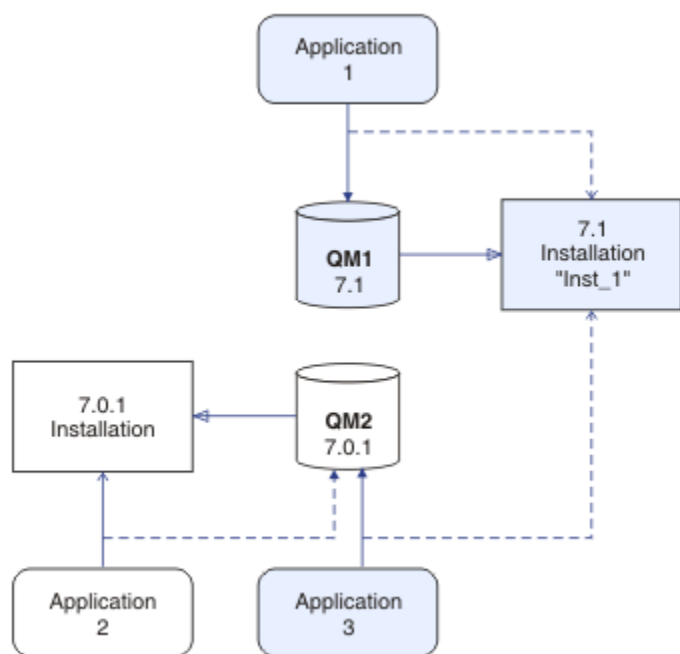 Application
1
QM1
7.1
7.1
Installation
"Inst_1"
7.0.1
Installation
QM2
7.0.1
Application
2
Application
3